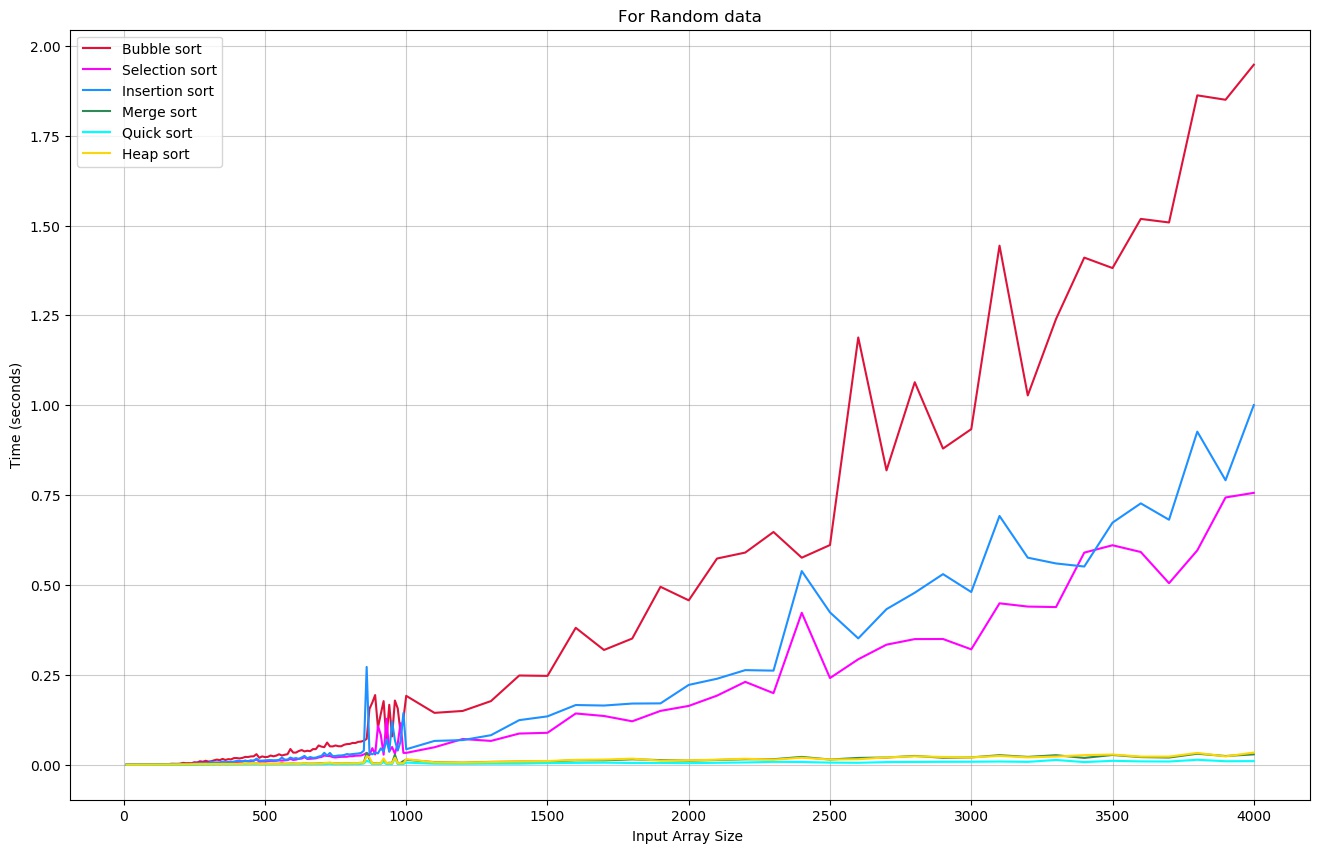 For Random data
Bubble sort
Selection sort
Insertion sort
Merge sort
Quick sort
Heap sort
2.00
1.75
1.50
1.25
1.00
0.75
0.50
0.25
0.00
Time (seconds)
0 500 1000 1500 2000 2500 3000 3500 4000
Input Array Size